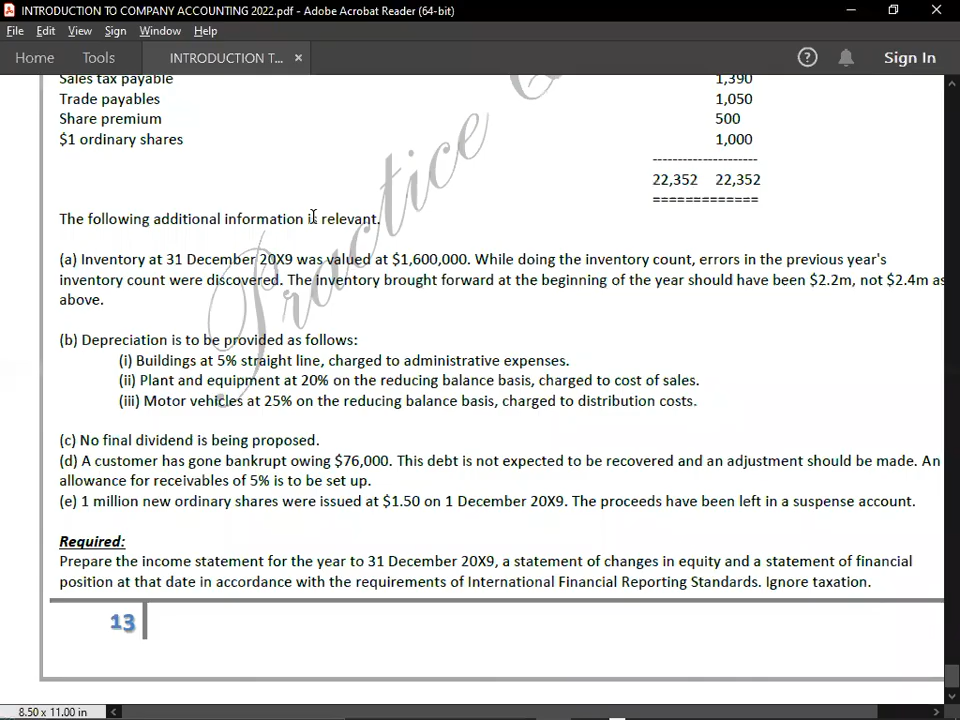 INTRODUCTION TO COMPANY ACCOUNTING 2022.pdf - Adobe Acrobat Reader (64-bit)
File Edit View Sign Window Help
Home Tools INTRODUCTION T... × ? Sign In
Sales tax payable 1,390
Trade payables 1,050
Share premium 500
$1 ordinary shares 1,000
---------------------
22,352 22,352
=============
The following additional information is relevant.
(a) Inventory at 31 December 20X9 was valued at $1,600,000. While doing the inventory count, errors in the previous year's
inventory count were discovered. The inventory brought forward at the beginning of the year should have been $2.2m, not $2.4m as
above.
(b) Depreciation is to be provided as follows:
(i) Buildings at 5% straight line, charged to administrative expenses.
(ii) Plant and equipment at 20% on the reducing balance basis, charged to cost of sales.
(iii) Motor vehicles at 25% on the reducing balance basis, charged to distribution costs.
(c) No final dividend is being proposed.
(d) A customer has gone bankrupt owing $76,000. This debt is not expected to be recovered and an adjustment should be made. An
allowance for receivables of 5% is to be set up.
(e) 1 million new ordinary shares were issued at $1.50 on 1 December 20X9. The proceeds have been left in a suspense account.
Required:
Prepare the income statement for the year to 31 December 20X9, a statement of changes in equity and a statement of financial
position at that date in accordance with the requirements of International Financial Reporting Standards. Ignore taxation.
13
Practice
8.50 x 11.00 in